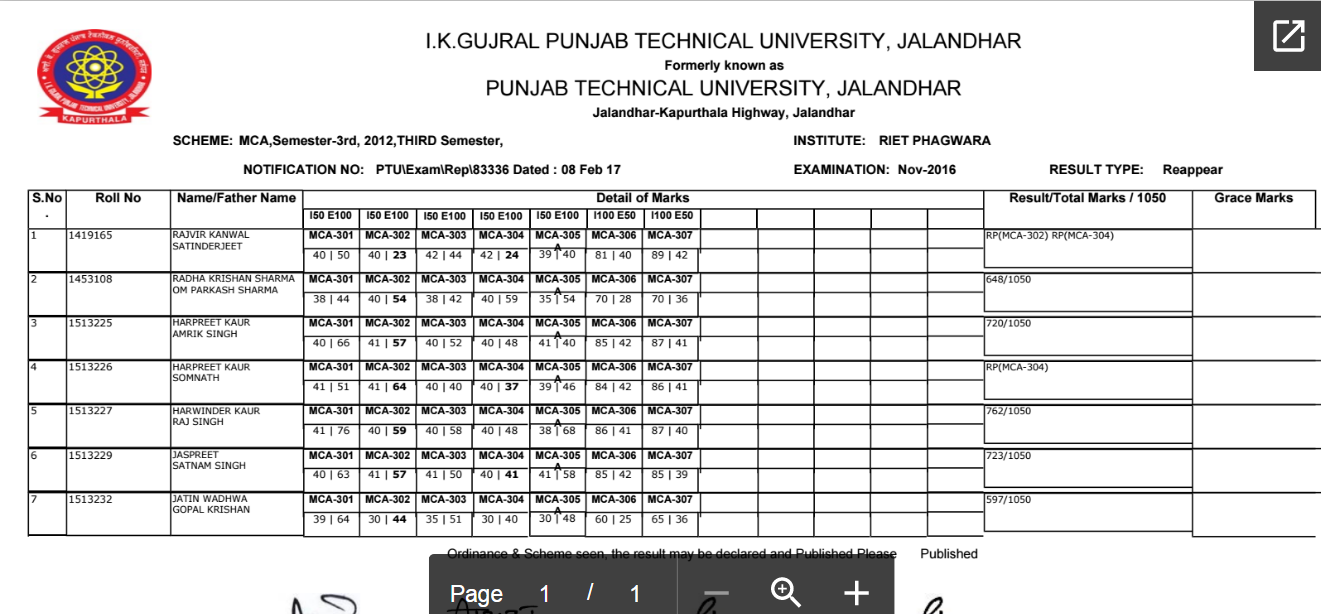 I.K.GUJRAL PUNJAB TECHNICAL UNIVERSITY, JALANDHAR
Formerly known as
PUNJAB TECHNICAL UNIVERSITY, JALANDHAR
Jalandhar-Kapurthala Highway, Jalandhar
KAPURTHALA
SCHEME: MCA,Semester-3rd, 2012,THIRD Semester, INSTITUTE: RIET PHAGWARA
NOTIFICATION NO: PTU\Exam\Rep\83336 Dated : 08 Feb 17 EXAMINATION: Nov-2016 RESULT TYPE: Reappear
S.No. Roll No Name/Father Name Detail of Marks Result/Total Marks / 1050 Grace Marks
I50 E100 I50 E100 I50 E100 I50 E100 I50 E100 I100 E50 I100 E50
1 1419165 RAJVIR KANWAL MCA-301 MCA-302 MCA-303 MCA-304 MCA-305 MCA-306 MCA-307 RP(MCA-302) RP(MCA-304)
SATINDERJEET A
40 | 50 40 | 23 42 | 44 42 | 24 39 | 40 81 | 40 89 | 42
2 1453108 RADHA KRISHAN SHARMA MCA-301 MCA-302 MCA-303 MCA-304 MCA-305 MCA-306 MCA-307 648/1050
OM PARKASH SHARMA A
38 | 44 40 | 54 38 | 42 40 | 59 35 | 54 70 | 28 70 | 36
3 1513225 HARPREET KAUR MCA-301 MCA-302 MCA-303 MCA-304 MCA-305 MCA-306 MCA-307 720/1050
AMRIK SINGH A
40 | 66 41 | 57 40 | 52 40 | 48 41 | 40 85 | 42 87 | 41
4 1513226 HARPREET KAUR MCA-301 MCA-302 MCA-303 MCA-304 MCA-305 MCA-306 MCA-307 RP(MCA-304)
SOMNATH A
41 | 51 41 | 64 40 | 40 40 | 37 39 | 46 84 | 42 86 | 41
5 1513227 HARWINDER KAUR MCA-301 MCA-302 MCA-303 MCA-304 MCA-305 MCA-306 MCA-307 762/1050
RAJ SINGH A
41 | 76 40 | 59 40 | 58 40 | 48 38 | 68 86 | 41 87 | 40
6 1513229 JASPREET MCA-301 MCA-302 MCA-303 MCA-304 MCA-305 MCA-306 MCA-307 723/1050
SATNAM SINGH A
40 | 63 41 | 57 41 | 50 40 | 41 41 | 58 85 | 42 85 | 39
7 1513232 JATIN WADHWA MCA-301 MCA-302 MCA-303 MCA-304 MCA-305 MCA-306 MCA-307 597/1050
GOPAL KRISHAN A
39 | 64 30 | 44 35 | 51 30 | 40 30 | 48 60 | 25 65 | 36
Ordinance & Scheme seen, the result may be declared and Published Please Published
Page 1 / 1